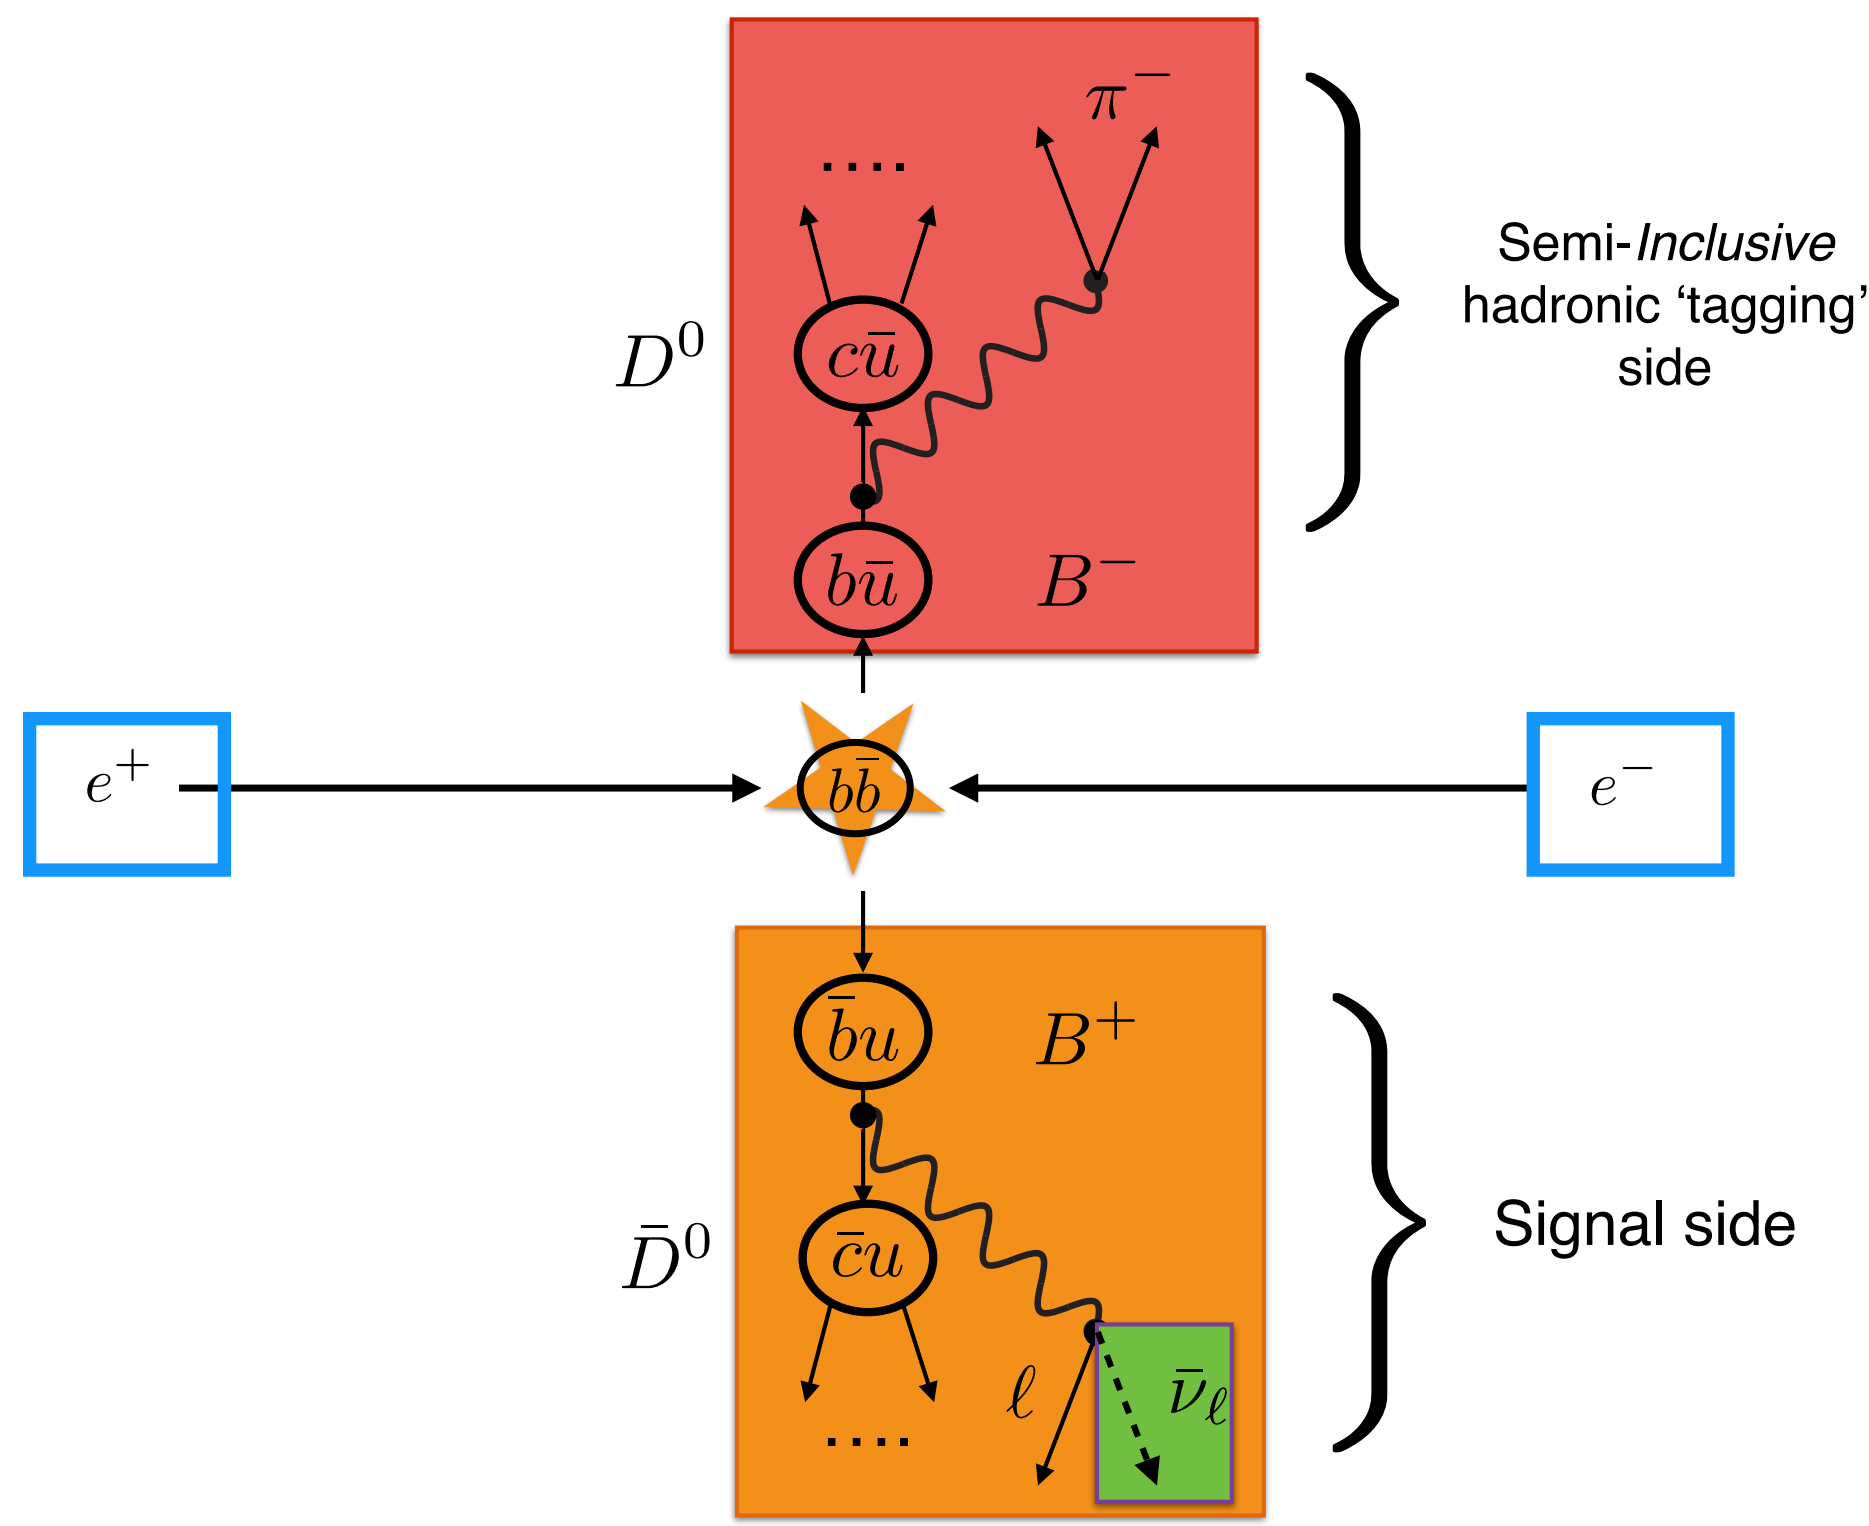 π⁻
....
Semi-Inclusive
hadronic ‘tagging’
side
D⁰
cū
bū
B⁻
e⁺
bb̄
e⁻
b̄u
B⁺
Signal side
D̄⁰
c̄u
ℓ
ν̄ℓ
....